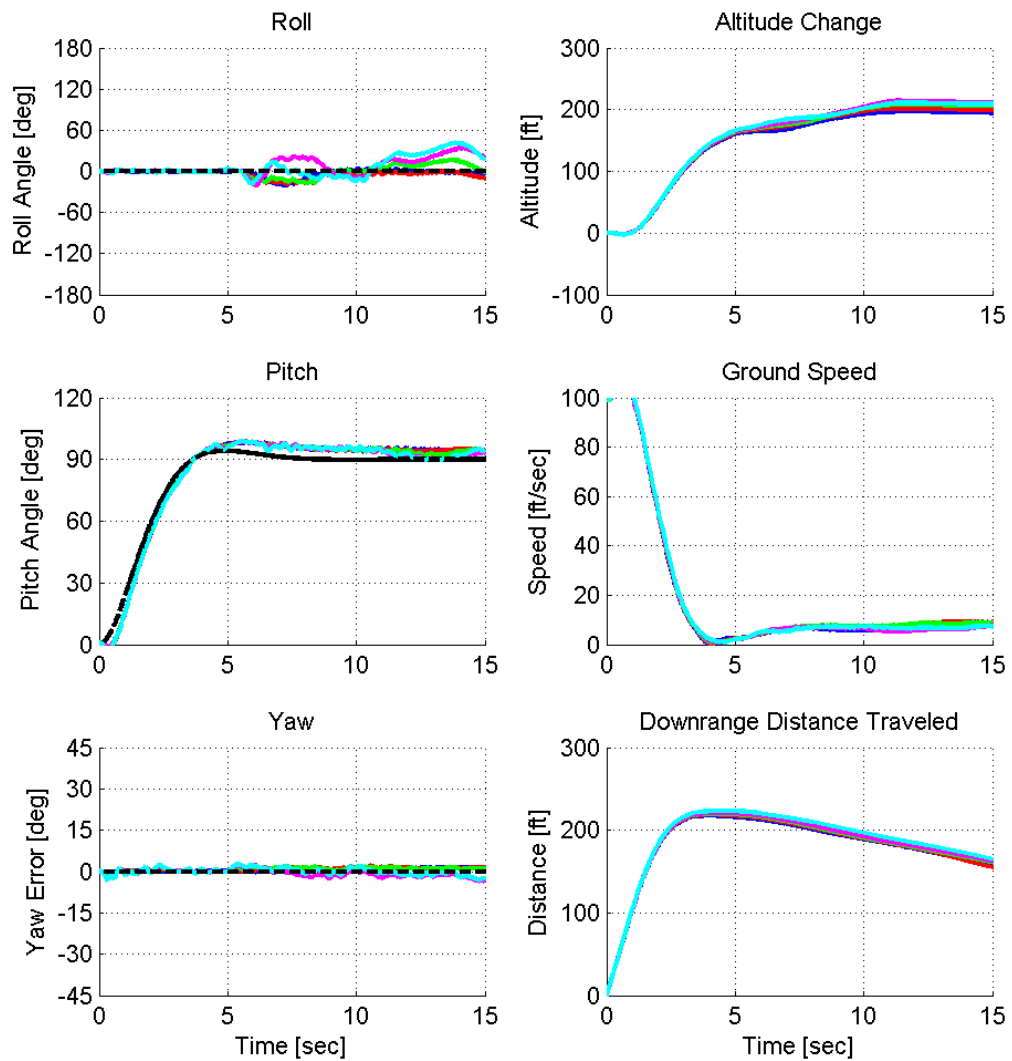 Roll
180
120
60
0
-60
-120
-180
Roll Angle [deg]
0 5 10 15
Altitude Change
300
200
100
0
-100
Altitude [ft]
0 5 10 15
Pitch
120
90
60
30
0
Pitch Angle [deg]
0 5 10 15
Ground Speed
100
80
60
40
20
0
Speed [ft/sec]
0 5 10 15
Yaw
45
30
15
0
-15
-30
-45
Yaw Error [deg]
0 5 10 15
Time [sec]
Downrange Distance Traveled
300
200
100
0
Distance [ft]
0 5 10 15
Time [sec]